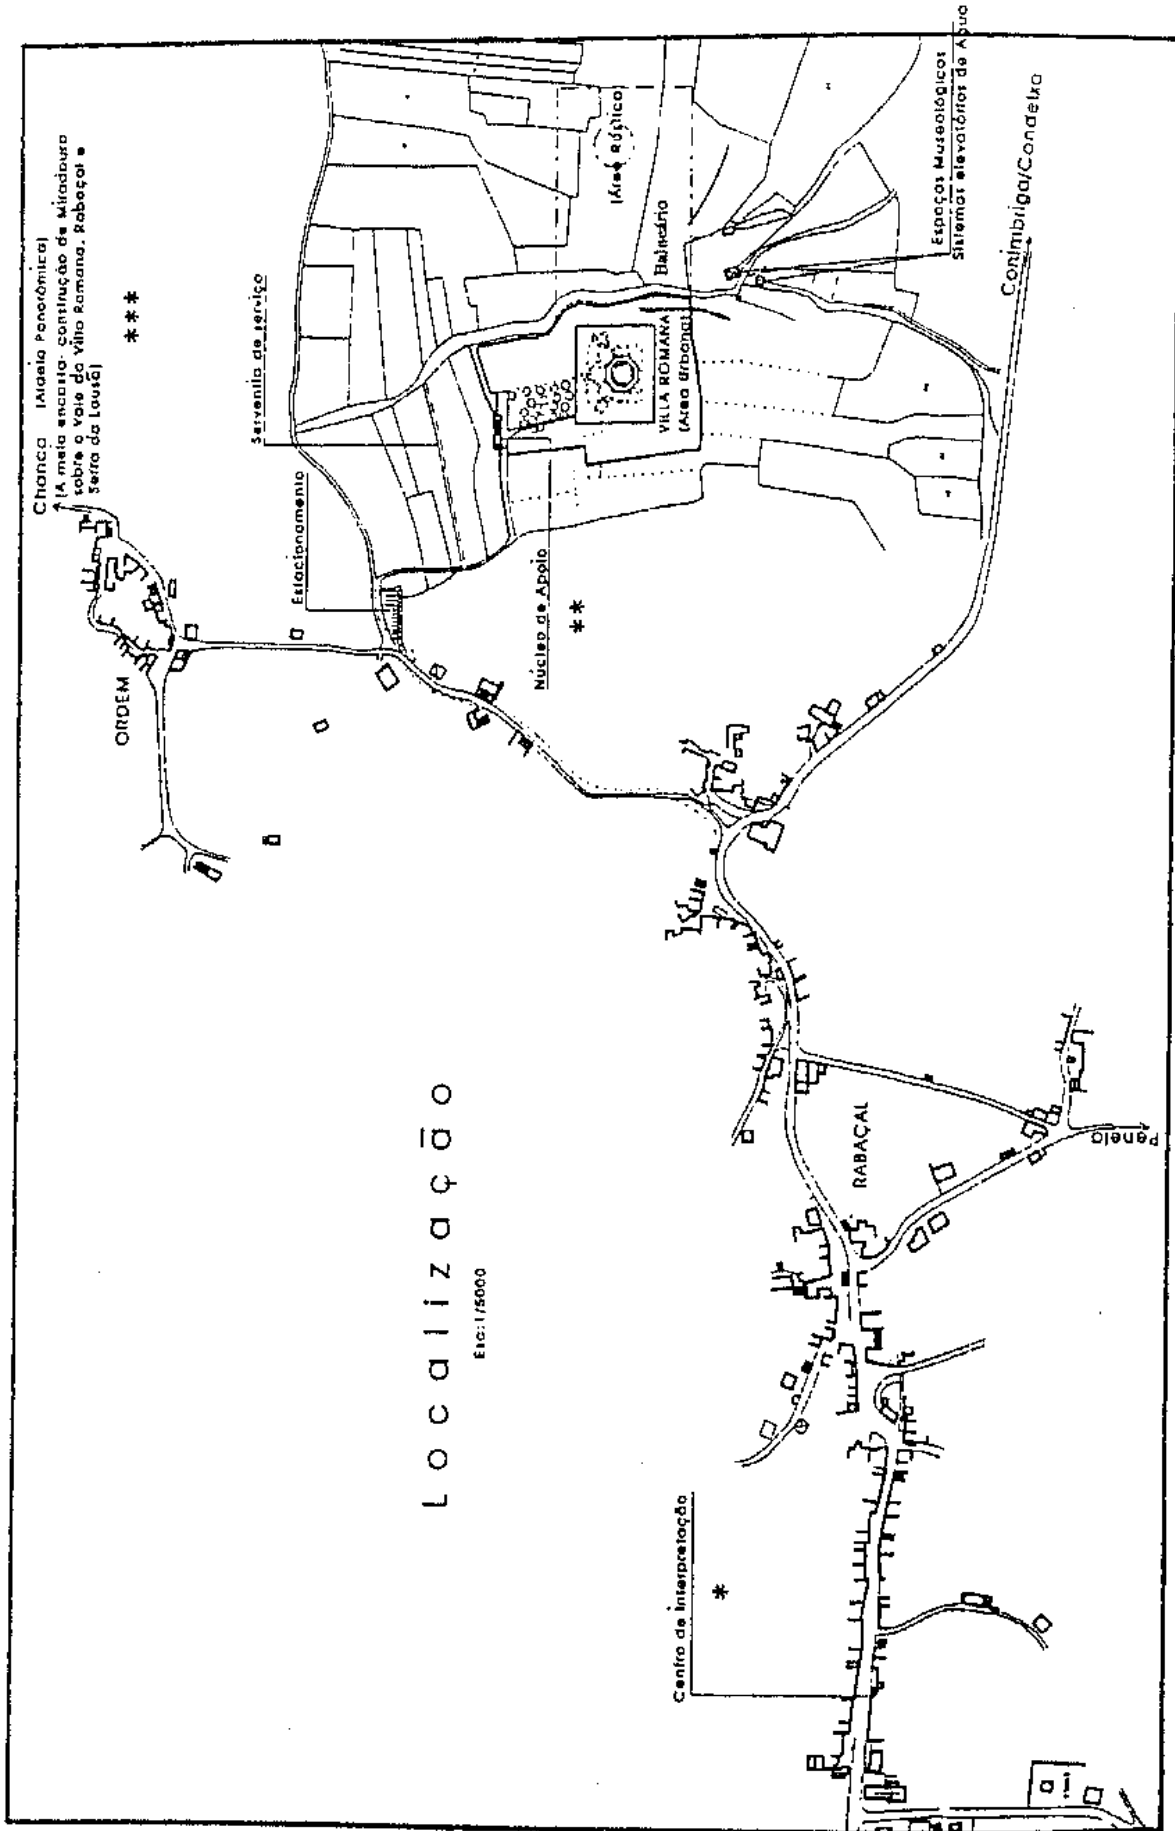 Chanca (Aldeia Panorâmica)
(A meia encosta- contrução de Miradouro
sobre o Vale da Villa Romana, Rabaçal e
Serra da Lousã)
***
ORDEM
Servenita de serviço
Estacionamento
Núcleo de Apoio
**
(Área Rústica)
Balneário
VILLA ROMANA
(Área Urbana)
Espaços Museológicos
Sistemas elevatórios de Água
Conimbriga/Condeixa
Localização
Esc:1/5000
RABAÇAL
Penela
Centro de Interpretação
*